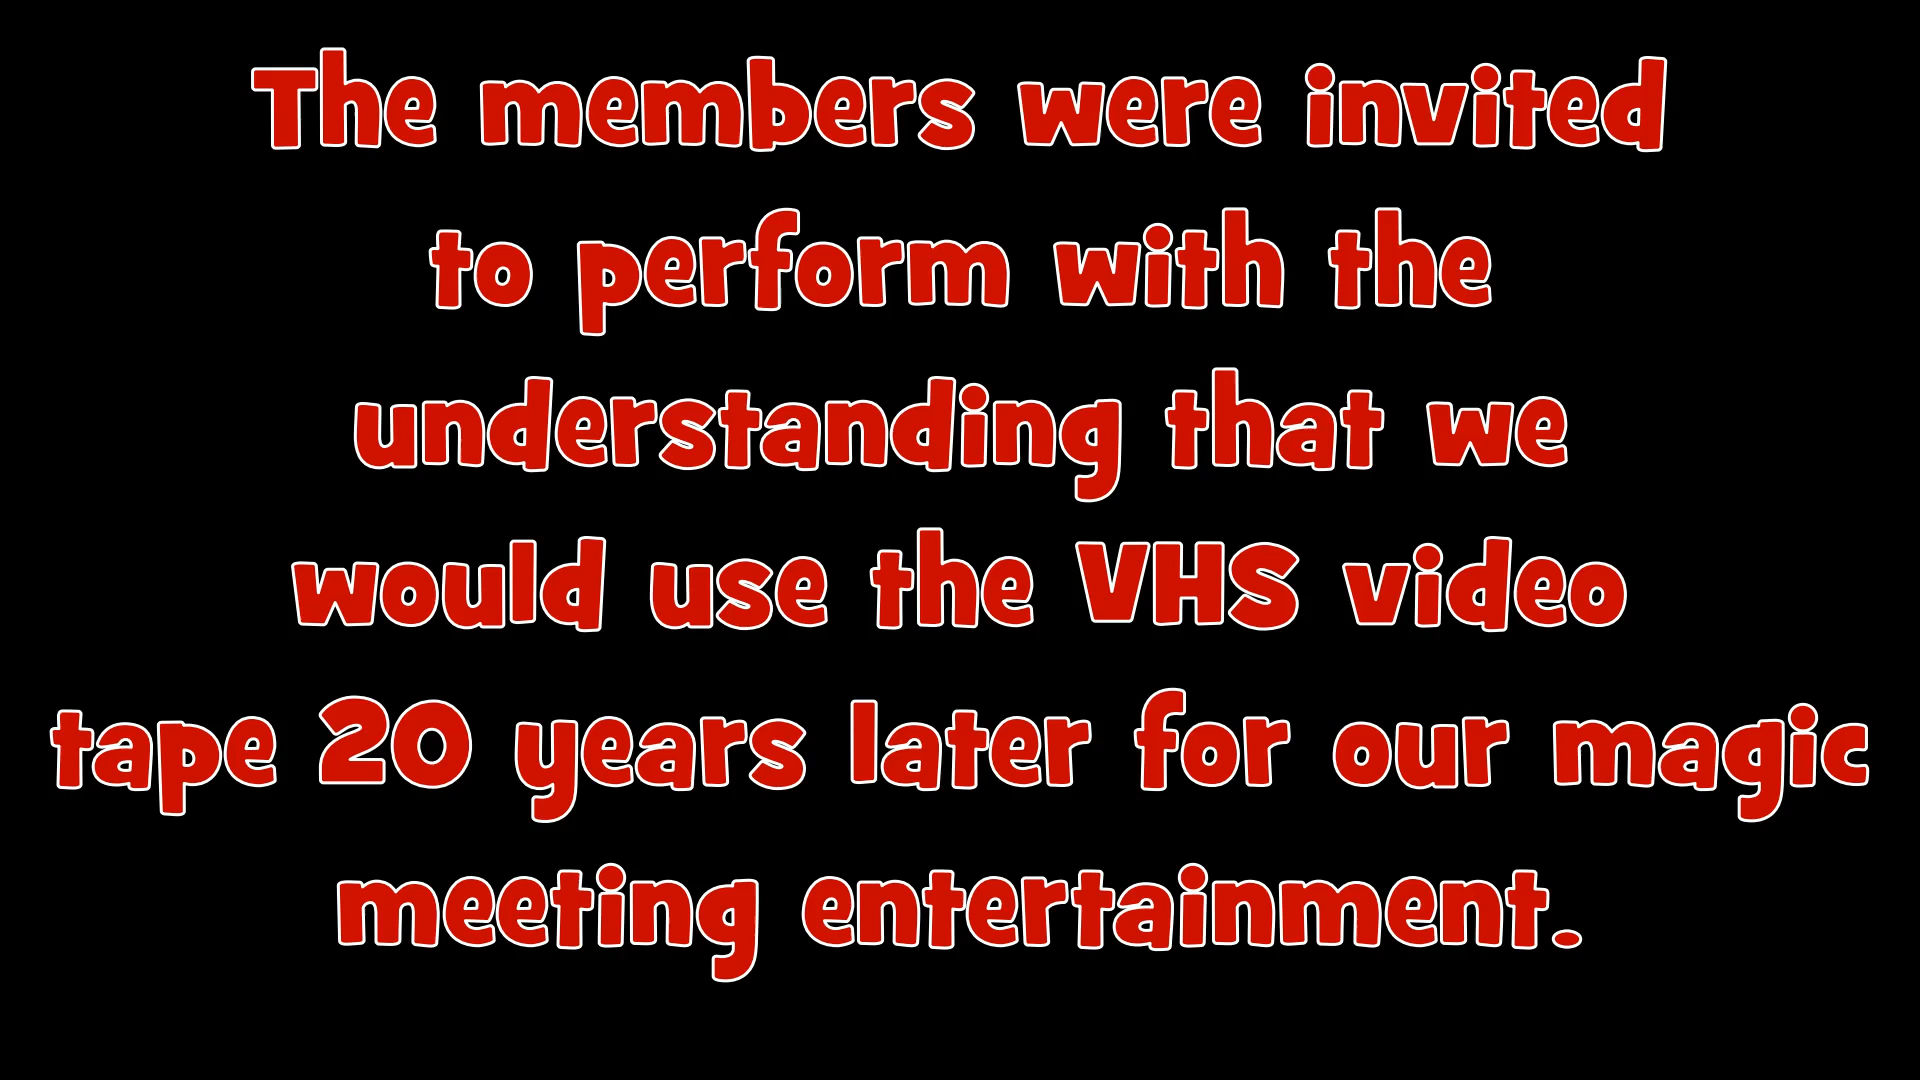 The members were invited
to perform with the
understanding that we
would use the VHS video
tape 20 years later for our magic
meeting entertainment.